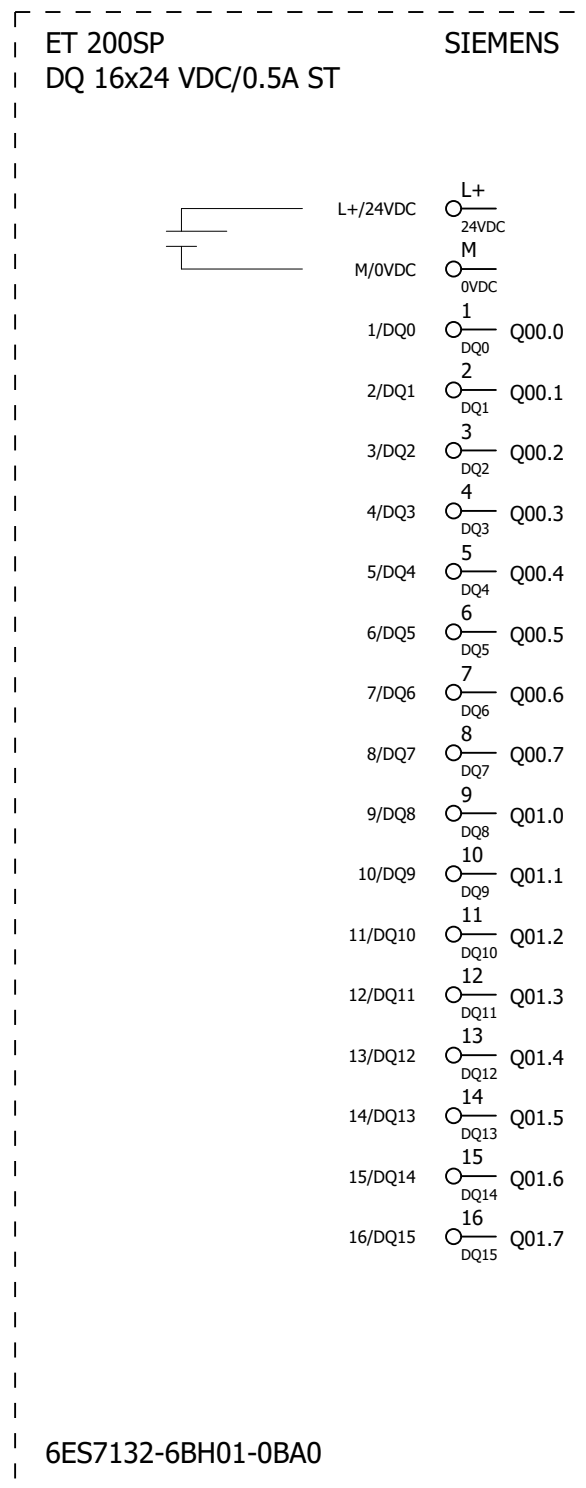 ET 200SP SIEMENS
DQ 16x24 VDC/0.5A ST
L+
L+/24VDC
24VDC
M
M/0VDC
0VDC
1
1/DQ0 Q00.0
DQ0
2
2/DQ1 Q00.1
DQ1
3
3/DQ2 Q00.2
DQ2
4
4/DQ3 Q00.3
DQ3
5
5/DQ4 Q00.4
DQ4
6
6/DQ5 Q00.5
DQ5
7
7/DQ6 Q00.6
DQ6
8
8/DQ7 Q00.7
DQ7
9
9/DQ8 Q01.0
DQ8
10
10/DQ9 Q01.1
DQ9
11
11/DQ10 Q01.2
DQ10
12
12/DQ11 Q01.3
DQ11
13
13/DQ12 Q01.4
DQ12
14
14/DQ13 Q01.5
DQ13
15
15/DQ14 Q01.6
DQ14
16
16/DQ15 Q01.7
DQ15
6ES7132-6BH01-0BA0